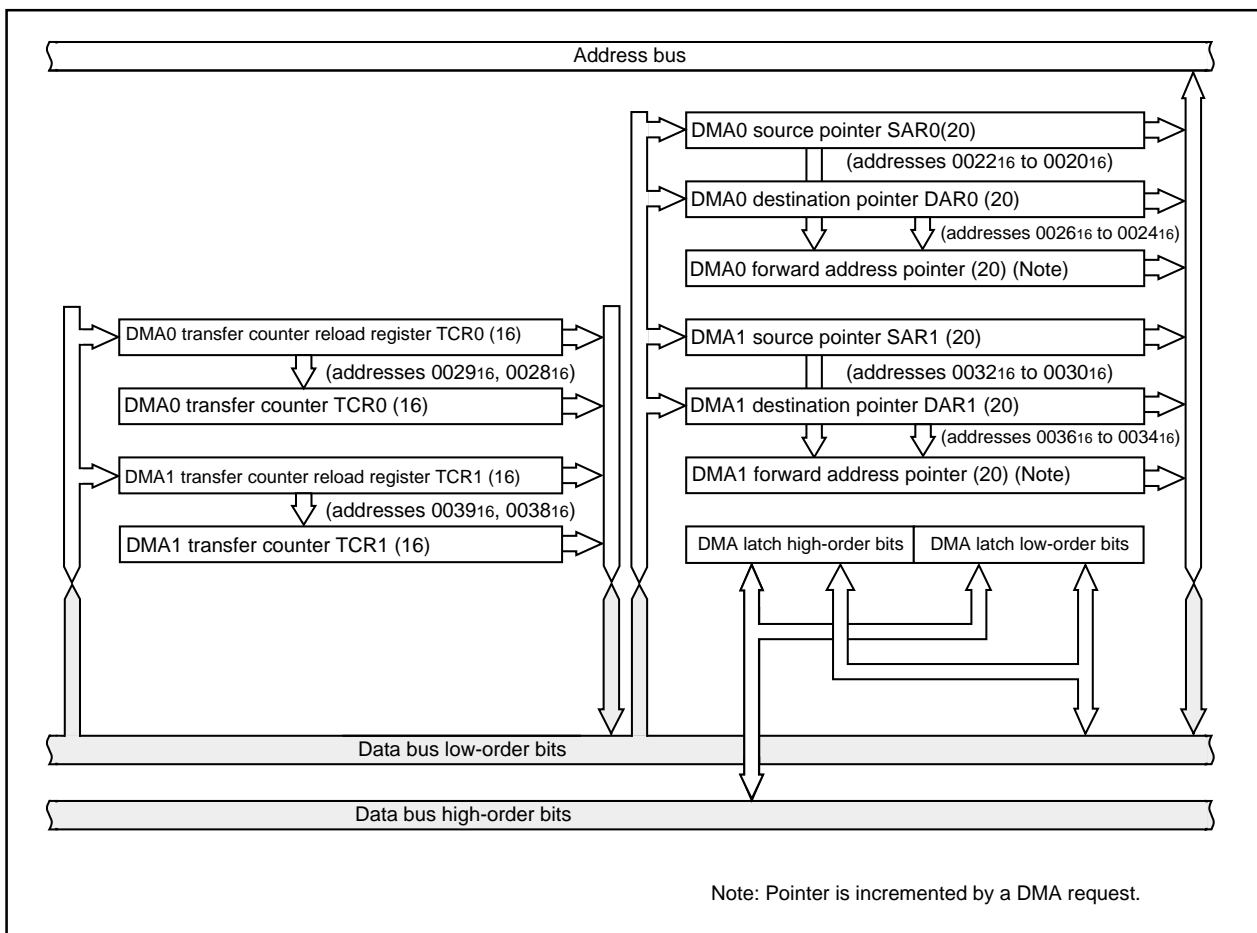 Address bus
DMA0 source pointer SAR0(20)
(addresses 002216 to 002016)
DMA0 destination pointer DAR0 (20)
(addresses 002616 to 002416)
DMA0 forward address pointer (20) (Note)
DMA0 transfer counter reload register TCR0 (16)
(addresses 002916, 002816)
DMA0 transfer counter TCR0 (16)
DMA1 transfer counter reload register TCR1 (16)
(addresses 003916, 003816)
DMA1 transfer counter TCR1 (16)
DMA1 source pointer SAR1 (20)
(addresses 003216 to 003016)
DMA1 destination pointer DAR1 (20)
(addresses 003616 to 003416)
DMA1 forward address pointer (20) (Note)
DMA latch high-order bits
DMA latch low-order bits
Data bus low-order bits
Data bus high-order bits
Note: Pointer is incremented by a DMA request.